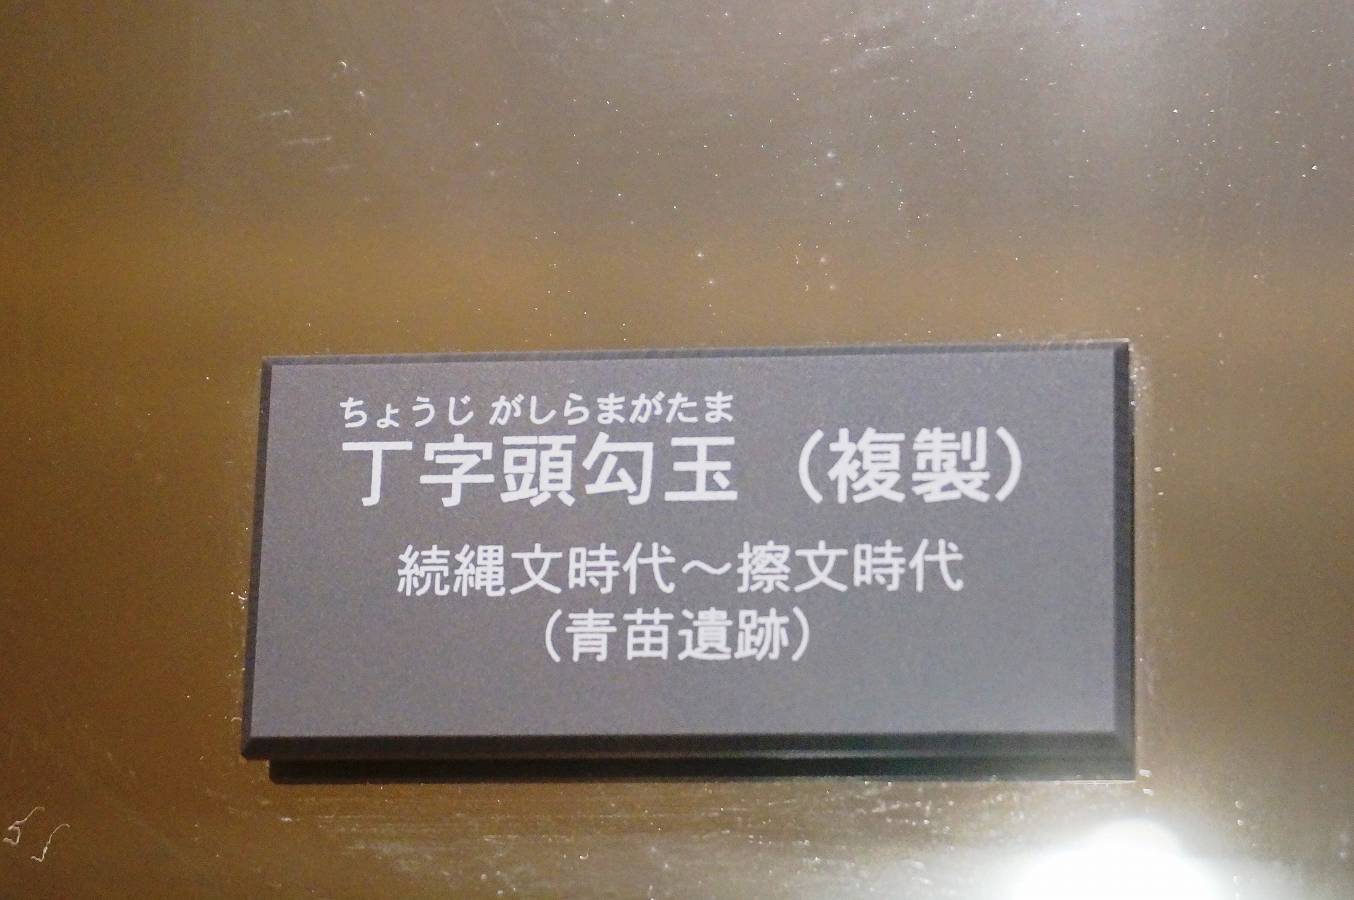 ちょうじ がしらまがたま
丁字頭勾玉（複製）
続縄文時代～擦文時代
（青苗遺跡）